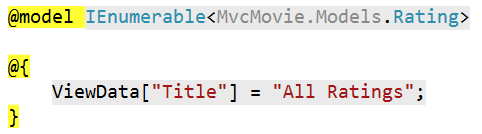 @model IEnumerable<MvcMovie.Models.Rating>
@{
ViewData["Title"] = "All Ratings";
}